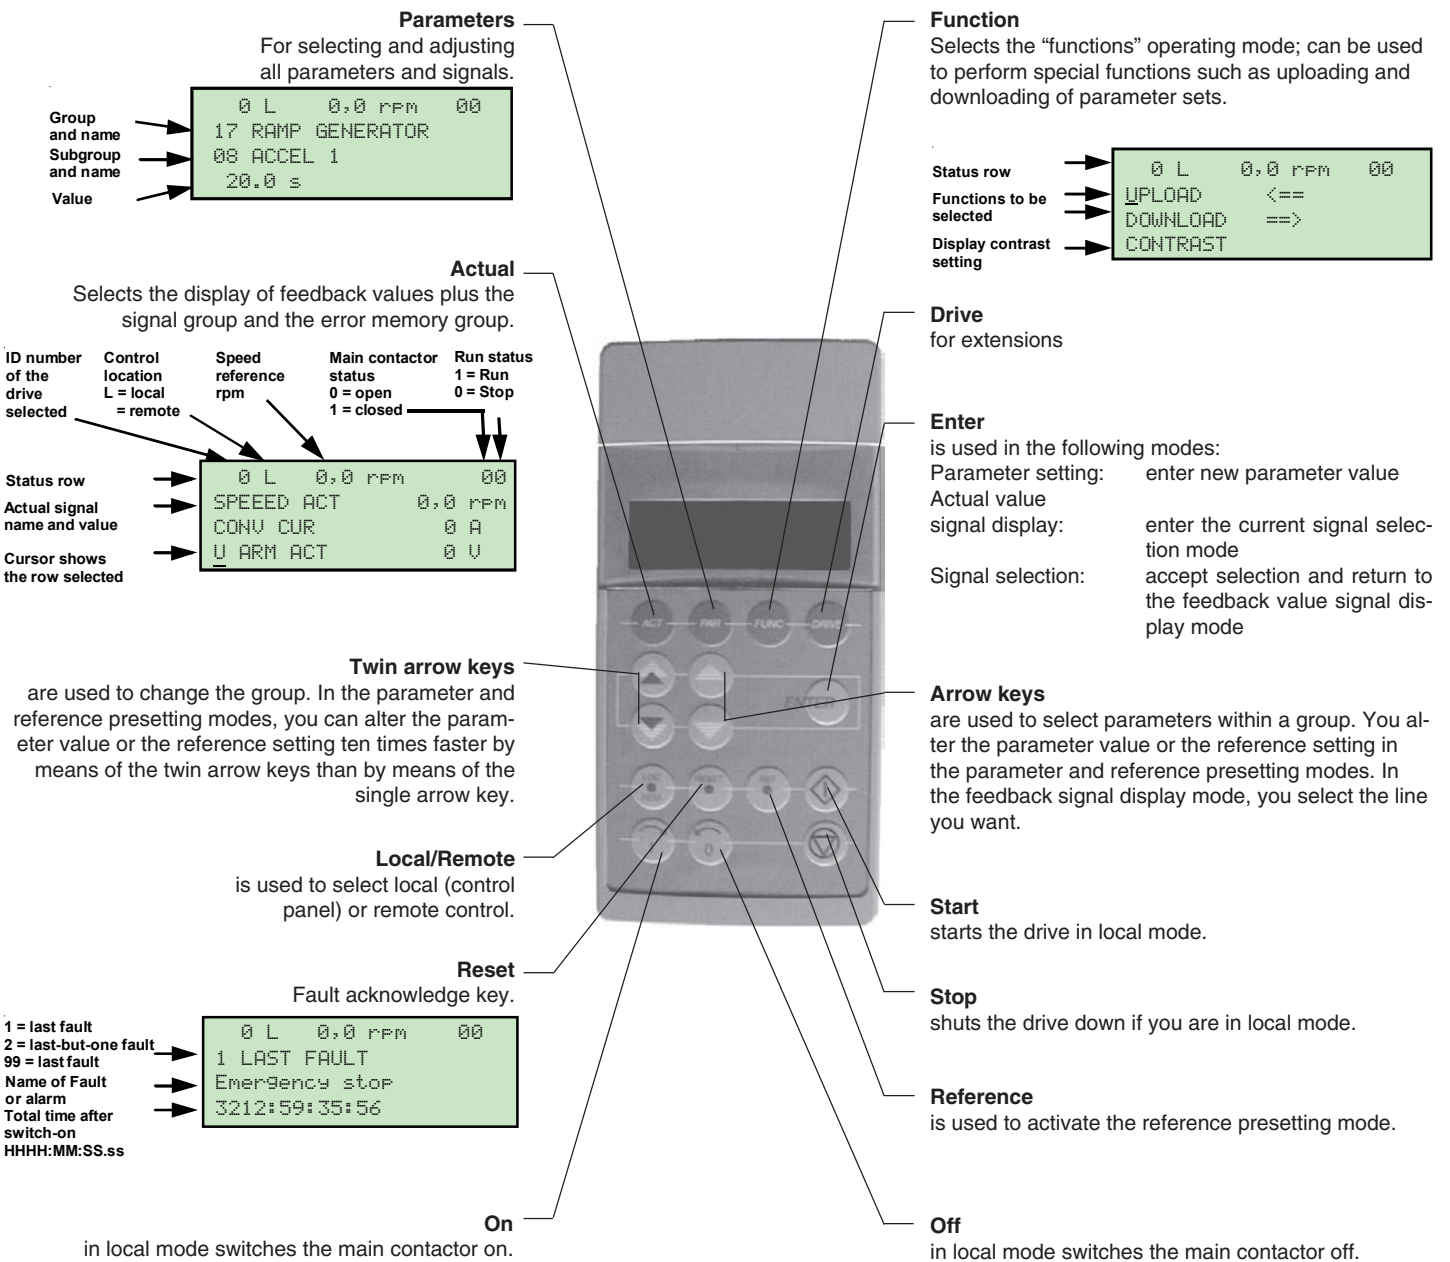 Parameters
For selecting and adjusting
all parameters and signals.
Group
and name
Subgroup
and name
Value
0 L 0,0 rpm 00
17 RAMP GENERATOR
08 ACCEL 1
20.0 s
Actual
Selects the display of feedback values plus the
signal group and the error memory group.
ID number
of the
drive
selected
Control
location
L = local
= remote
Speed
reference
rpm
Main contactor
status
0 = open
1 = closed
Run status
1 = Run
0 = Stop
Status row
Actual signal
name and value
Cursor shows
the row selected
0 L 0,0 rpm 00
SPEEED ACT 0,0 rpm
CONV CUR 0 A
U ARM ACT 0 V
Twin arrow keys
are used to change the group. In the parameter and
reference presetting modes, you can alter the param-
eter value or the reference setting ten times faster by
means of the twin arrow keys than by means of the
single arrow key.
Local/Remote
is used to select local (control
panel) or remote control.
Reset
Fault acknowledge key.
1 = last fault
2 = last-but-one fault
99 = last fault
Name of Fault
or alarm
Total time after
switch-on
HHHH:MM:SS.ss
0 L 0,0 rpm 00
1 LAST FAULT
Emergency stop
3212:59:35:56
On
in local mode switches the main contactor on.
ACT PAR FUNC DRIVE
ENTER
LOC
REM
RESET
REF
0
Function
Selects the “functions” operating mode; can be used
to perform special functions such as uploading and
downloading of parameter sets.
Status row
Functions to be
selected
Display contrast
setting
0 L 0,0 rpm 00
UPLOAD <==
DOWNLOAD ==>
CONTRAST
Drive
for extensions
Enter
is used in the following modes:
Parameter setting: enter new parameter value
Actual value
signal display: enter the current signal selec-
tion mode
Signal selection: accept selection and return to
the feedback value signal dis-
play mode
Arrow keys
are used to select parameters within a group. You al-
ter the parameter value or the reference setting in
the parameter and reference presetting modes. In
the feedback signal display mode, you select the line
you want.
Start
starts the drive in local mode.
Stop
shuts the drive down if you are in local mode.
Reference
is used to activate the reference presetting mode.
Off
in local mode switches the main contactor off.